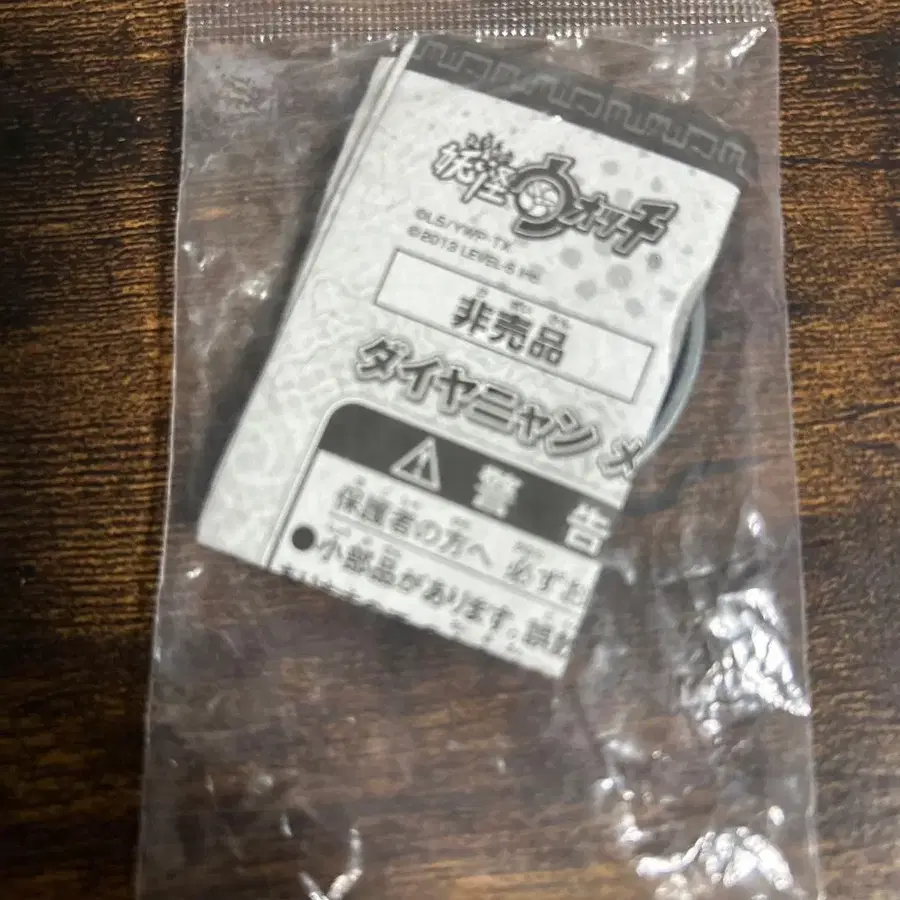 妖怪ウォッチ
©LS/YWP・TX
©2013 LEVEL-5 Inc
非売品
ダイヤニャン メ
警告
保護者の方へ 必ずお
●小部品があります。誤飲